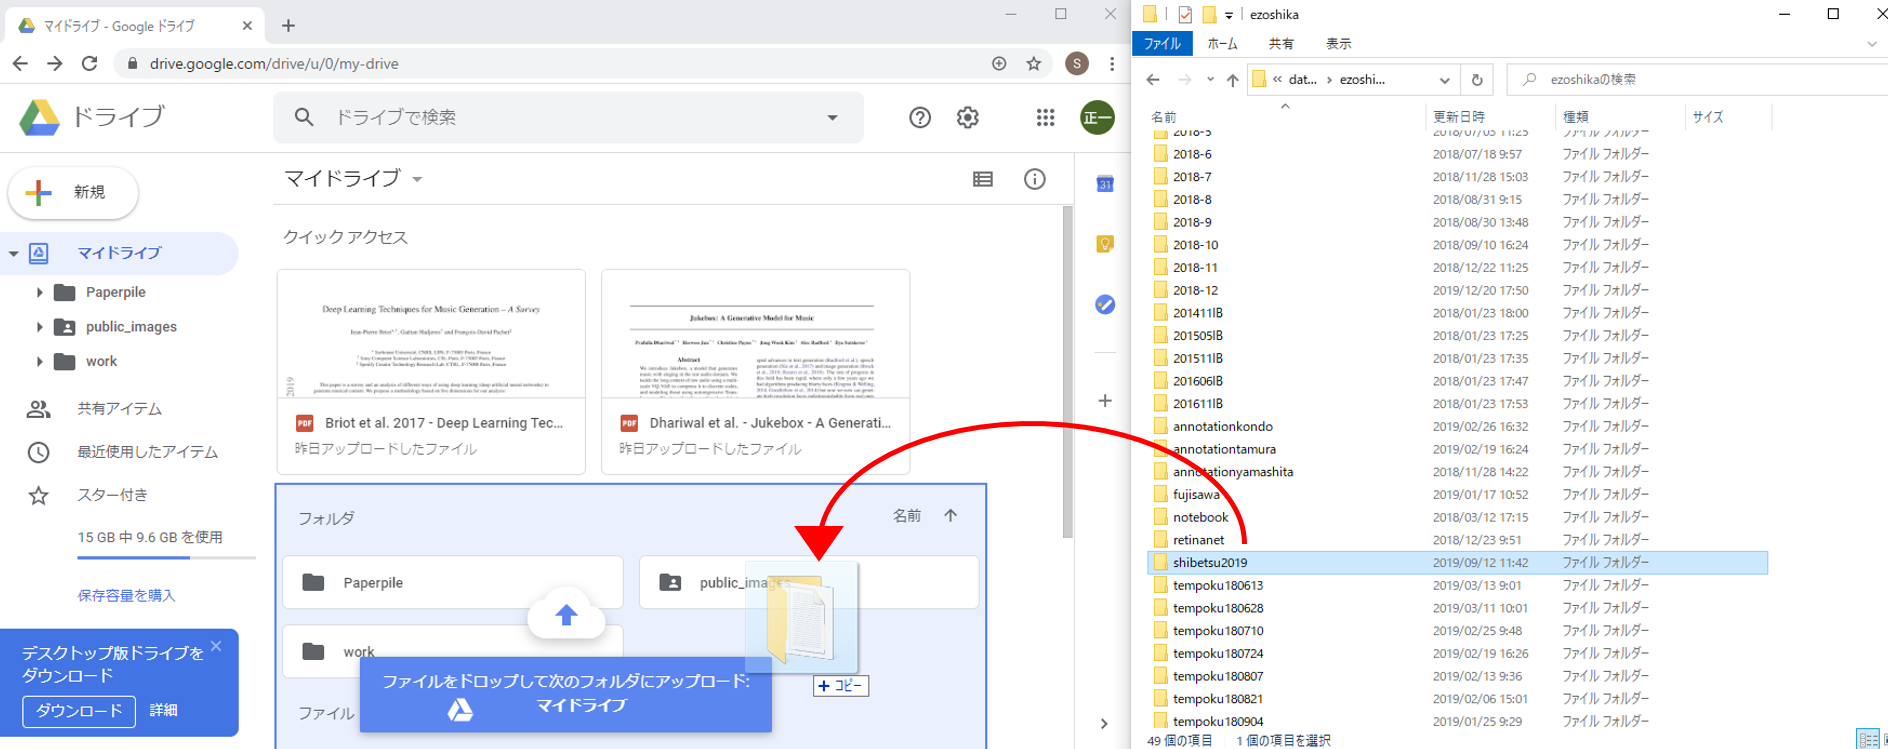 マイドライブ - Google ドライブ
drive.google.com/drive/u/0/my-drive
S
ドライブ
ドライブで検索
正一
新規
マイドライブ
Paperpile
public_images
work
共有アイテム
最近使用したアイテム
スター付き
15 GB 中 9.6 GB を使用
保存容量を購入
デスクトップ版ドライブを
ダウンロード
ダウンロード
詳細
マイドライブ
クイック アクセス
Deep Learning Techniques for Music Generation – A Survey
Jean-Pierre Briot, Gaëtan Hadjeres and François-David Pachet
2019
PDF
Briot et al. 2017 - Deep Learning Tec...
昨日アップロードしたファイル
Jukebox: A Generative Model for Music
Prafulla Dhariwal Heewoo Jun Christine Payne Jong Wook Kim Alec Radford Ilya Sutskever
Abstract
PDF
Dhariwal et al. - Jukebox - A Generati...
昨日アップロードしたファイル
フォルダ
名前
Paperpile
public_images
work
ファイル
ファイルをドロップして次のフォルダにアップロード:
マイドライブ
コピー
31
ezoshika
ファイル
ホーム
共有
表示
« dat... › ezoshi...
ezoshikaの検索
名前 更新日時 種類 サイズ
2018-5 2018/07/03 11:25 ファイル フォルダー
2018-6 2018/07/18 9:57 ファイル フォルダー
2018-7 2018/11/28 15:03 ファイル フォルダー
2018-8 2018/08/31 9:15 ファイル フォルダー
2018-9 2018/08/30 13:48 ファイル フォルダー
2018-10 2018/09/10 16:24 ファイル フォルダー
2018-11 2018/12/22 11:25 ファイル フォルダー
2018-12 2019/12/20 17:50 ファイル フォルダー
201411IB 2018/01/23 18:00 ファイル フォルダー
201505IB 2018/01/23 17:25 ファイル フォルダー
201511IB 2018/01/23 17:35 ファイル フォルダー
201606IB 2018/01/23 17:47 ファイル フォルダー
201611IB 2018/01/23 17:53 ファイル フォルダー
annotationkondo 2019/02/26 16:32 ファイル フォルダー
annotationtamura 2019/02/19 16:24 ファイル フォルダー
annotationyamashita 2018/11/28 14:22 ファイル フォルダー
fujisawa 2019/01/17 10:52 ファイル フォルダー
notebook 2018/03/12 17:15 ファイル フォルダー
retinanet 2018/12/23 9:51 ファイル フォルダー
shibetsu2019 2019/09/12 11:42 ファイル フォルダー
tempoku180613 2019/03/13 9:01 ファイル フォルダー
tempoku180628 2019/03/11 10:01 ファイル フォルダー
tempoku180710 2019/02/25 9:48 ファイル フォルダー
tempoku180724 2019/02/19 16:26 ファイル フォルダー
tempoku180807 2019/02/13 9:36 ファイル フォルダー
tempoku180821 2019/02/06 15:01 ファイル フォルダー
tempoku180904 2019/01/25 9:29 ファイル フォルダー
49 個の項目 1 個の項目を選択